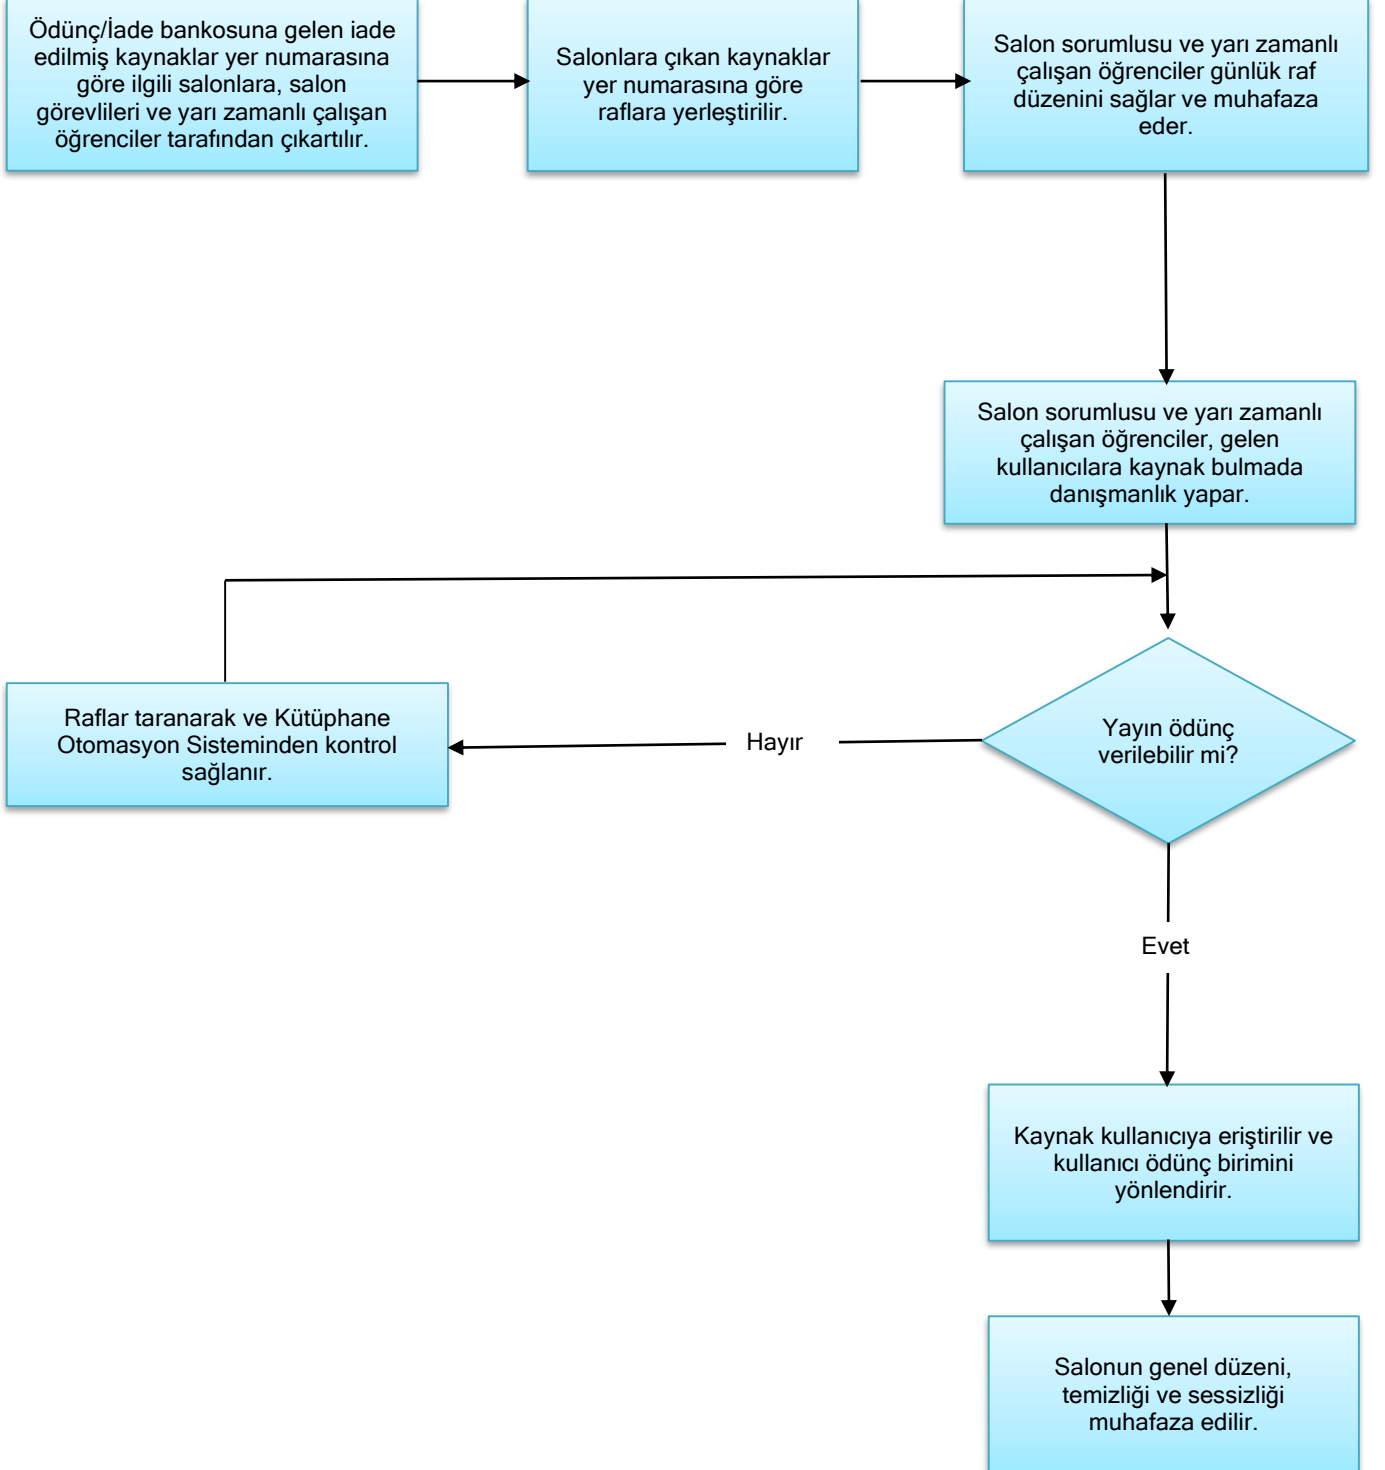 Ödünç/İade bankosuna gelen iade
edilmiş kaynaklar yer numarasına
göre ilgili salonlara, salon
görevlileri ve yarı zamanlı çalışan
öğrenciler tarafından çıkartılır.
Salonlara çıkan kaynaklar
yer numarasına göre
raflara yerleştirilir.
Salon sorumlusu ve yarı zamanlı
çalışan öğrenciler günlük raf
düzenini sağlar ve muhafaza
eder.
Salon sorumlusu ve yarı zamanlı
çalışan öğrenciler, gelen
kullanıcılara kaynak bulmada
danışmanlık yapar.
Yayın ödünç
verilebilir mi?
Hayır
Raflar taranarak ve Kütüphane
Otomasyon Sisteminden kontrol
sağlanır.
Evet
Kaynak kullanıcıya eriştirilir ve
kullanıcı ödünç birimini
yönlendirir.
Salonun genel düzeni,
temizliği ve sessizliği
muhafaza edilir.